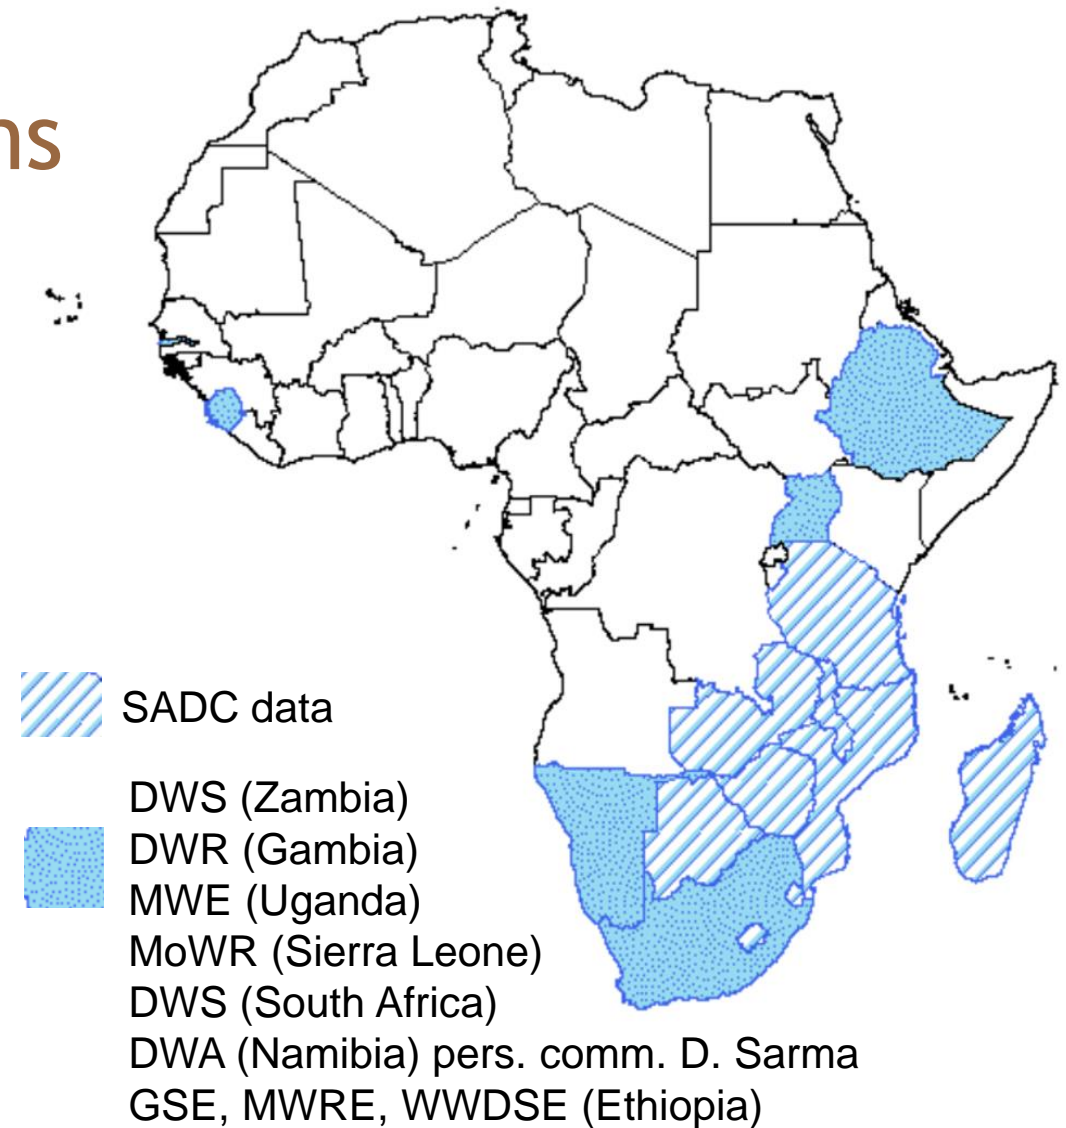 ns
SADC data
DWS (Zambia)
DWR (Gambia)
MWE (Uganda)
MoWR (Sierra Leone)
DWS (South Africa)
DWA (Namibia) pers. comm. D. Sarma
GSE, MWRE, WWDSE (Ethiopia)